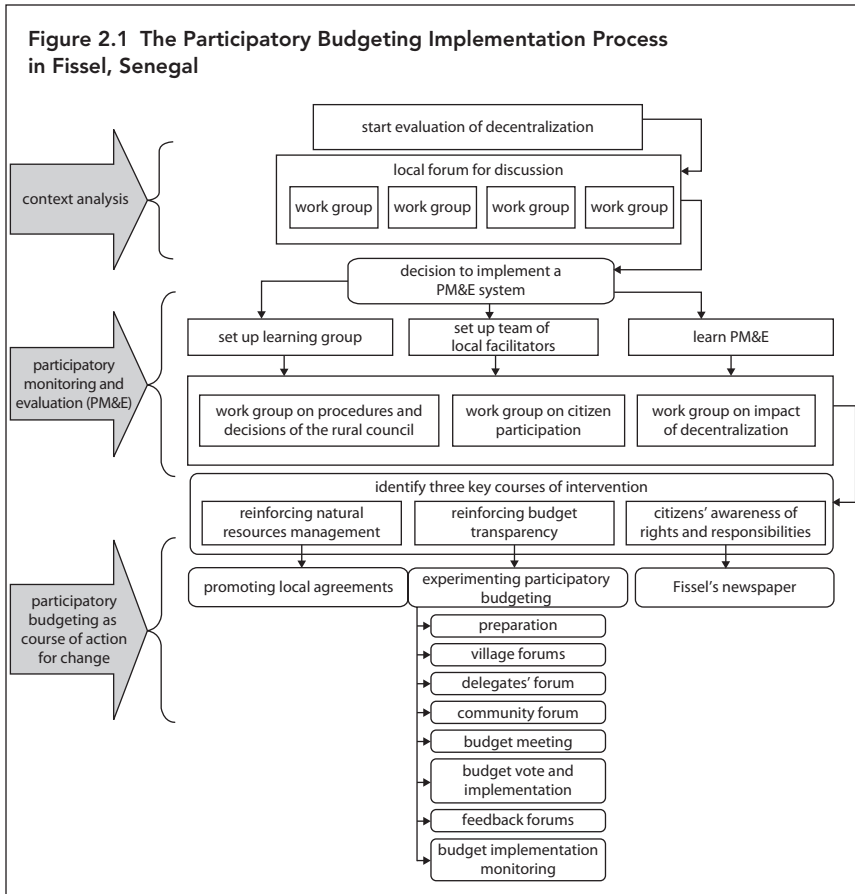 Figure 2.1 The Participatory Budgeting Implementation Process
in Fissel, Senegal
start evaluation of decentralization
local forum for discussion
work group work group work group work group
context analysis
decision to implement a
PM&E system
set up learning group
set up team of
local facilitators
learn PM&E
participatory
monitoring and
evaluation (PM&E)
work group on procedures and
decisions of the rural council
work group on citizen
participation
work group on impact
of decentralization
identify three key courses of intervention
reinforcing natural
resources management
reinforcing budget
transparency
citizens' awareness of
rights and responsibilities
participatory
budgeting as
course of action
for change
promoting local agreements
experimenting participatory
budgeting
Fissel's newspaper
preparation
village forums
delegates' forum
community forum
budget meeting
budget vote and
implementation
feedback forums
budget implementation
monitoring